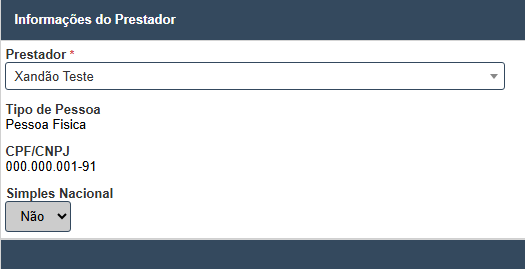 Informações do Prestador
Prestador *
Xandão Teste
Tipo de Pessoa
Pessoa Fisica
CPF/CNPJ
000.000.001-91
Simples Nacional
Não